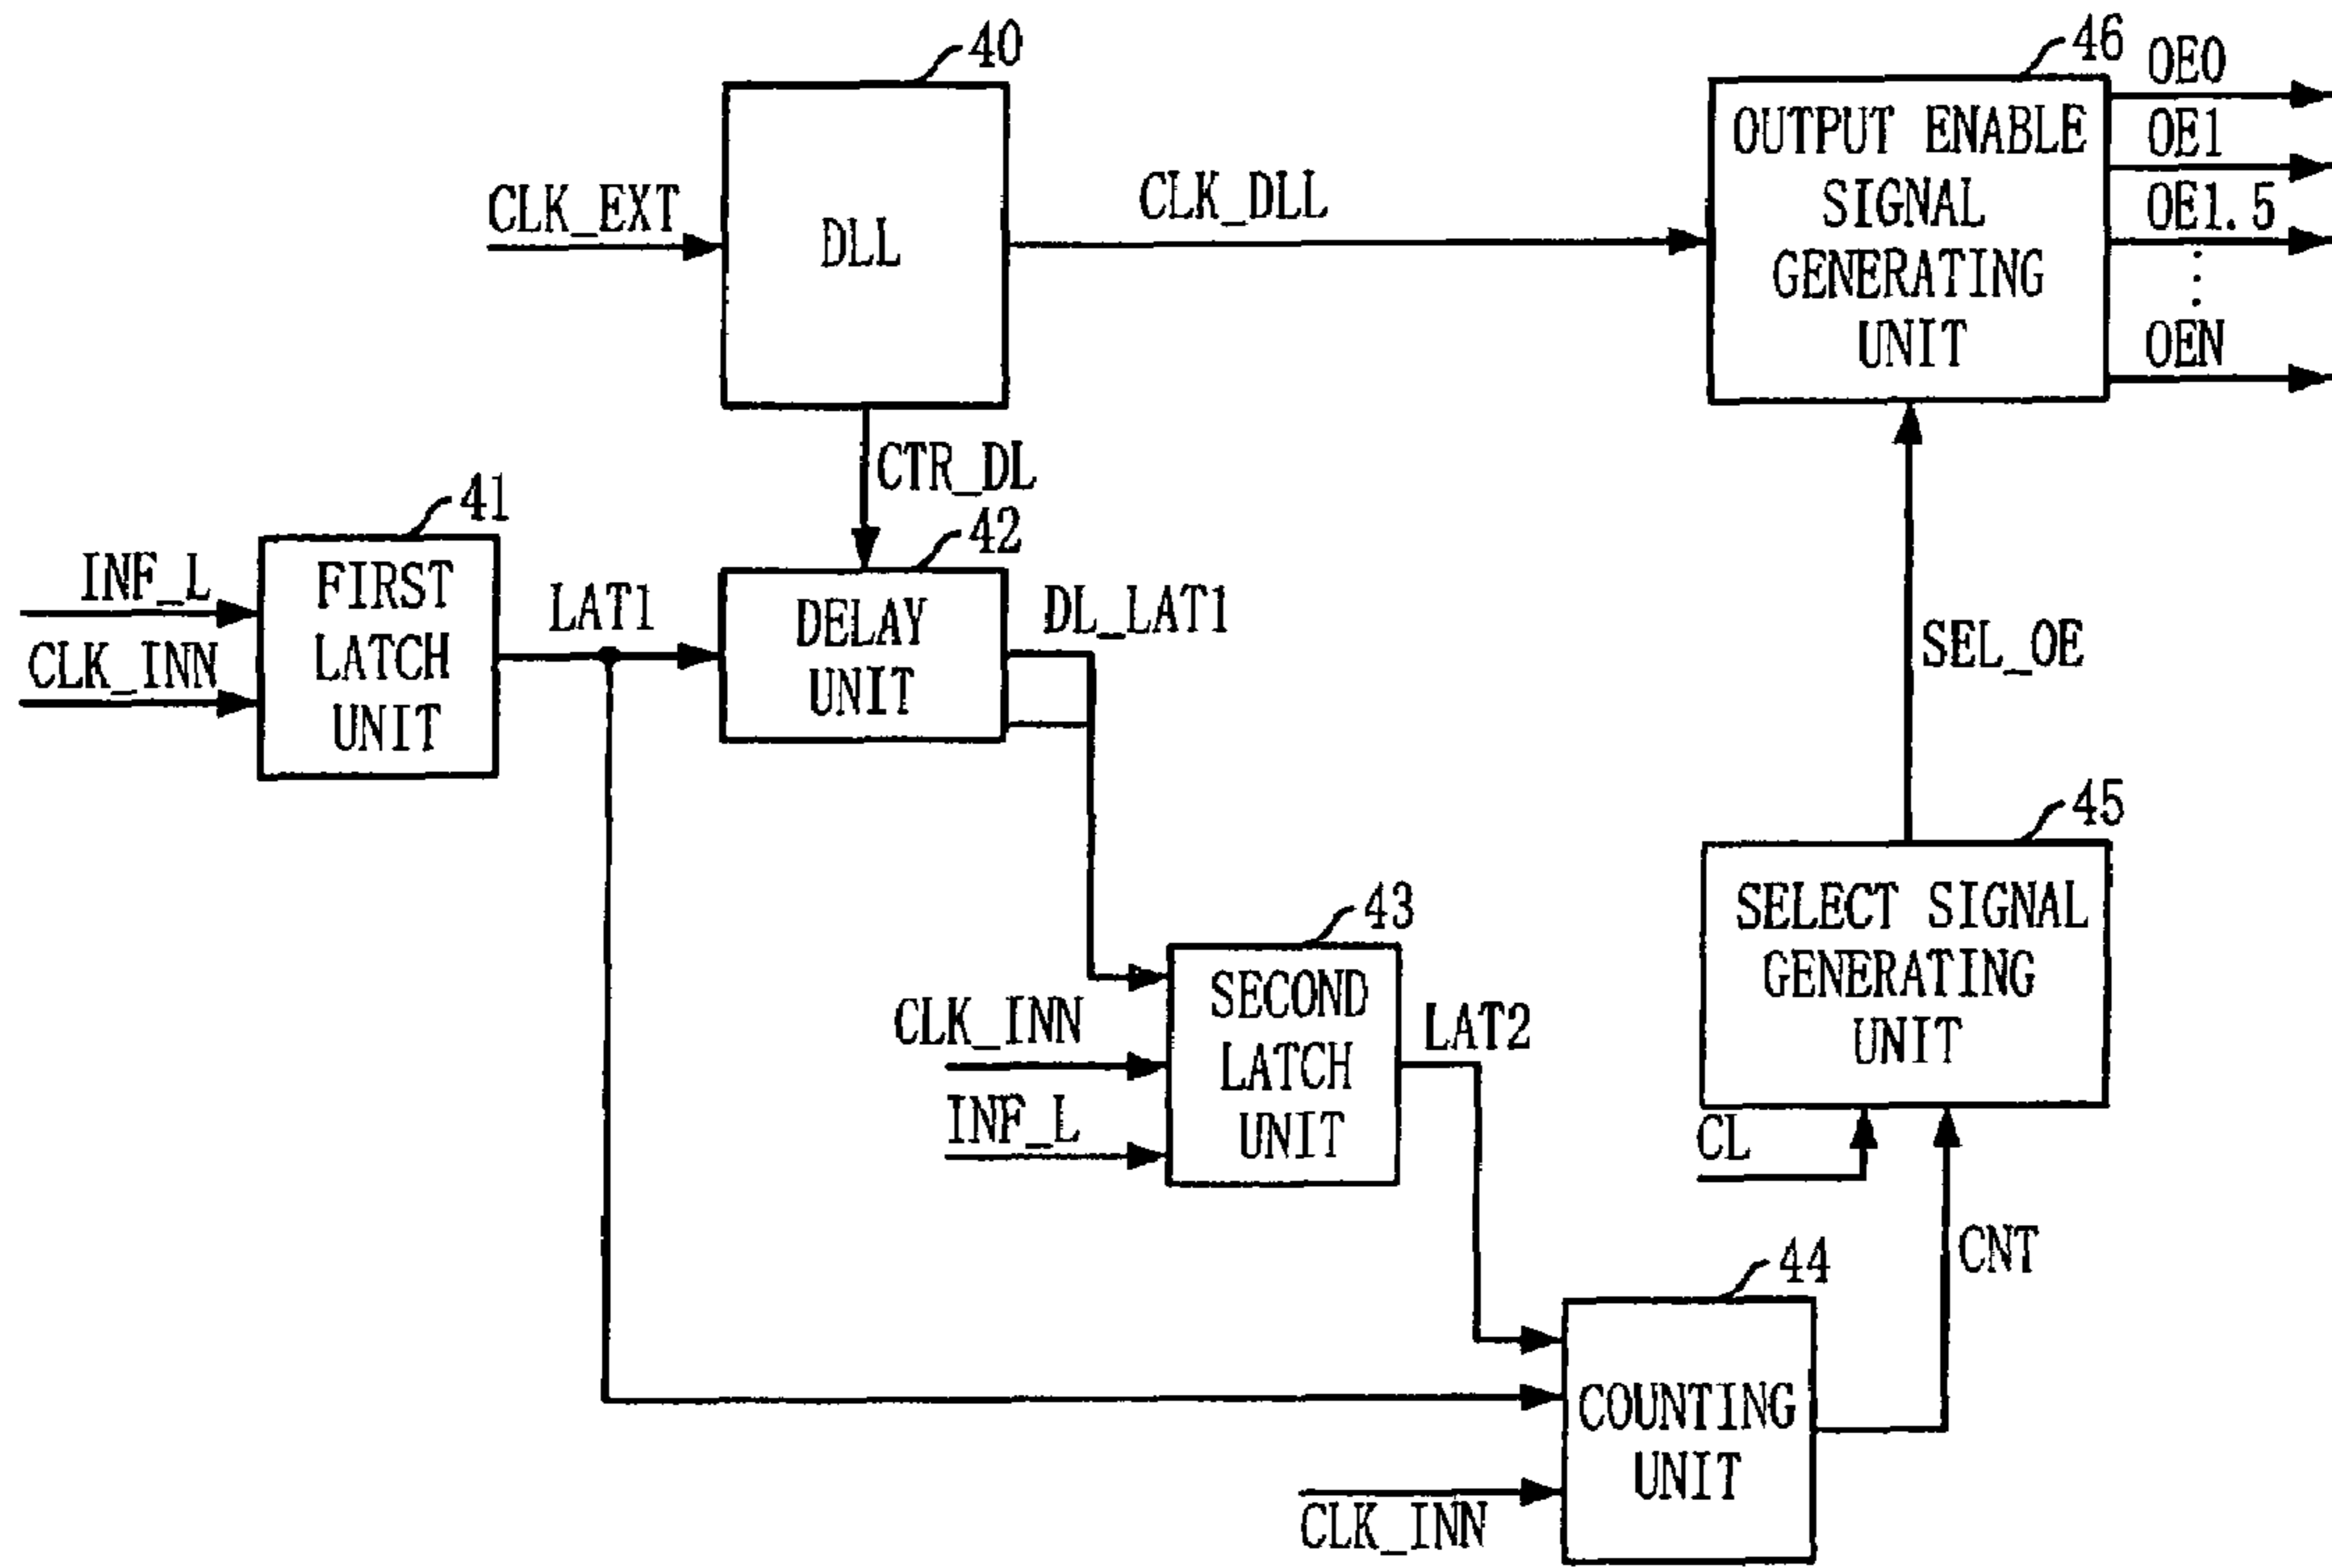 40
46
OE0
OE1
OE1.5
OEN
OUTPUT ENABLE
SIGNAL
GENERATING
UNIT
CLK_EXT
DLL
CLK_DLL
CTR_DL
41
42
INF_L
CLK_INN
FIRST
LATCH
UNIT
LAT1
DELAY
UNIT
DL_LAT1
SEL_OE
45
SELECT SIGNAL
GENERATING
UNIT
43
SECOND
LATCH
UNIT
CLK_INN
INF_L
LAT2
CL
CNT
44
COUNTING
UNIT
CLK_INN